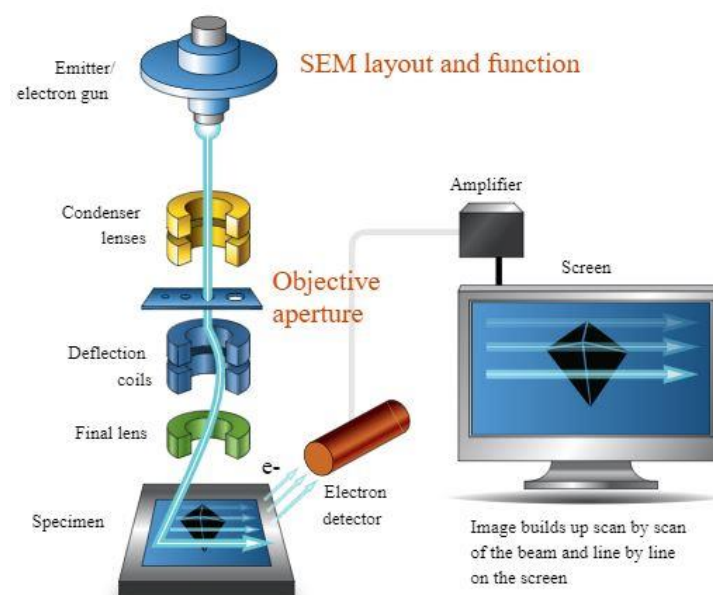 SEM layout and function
Emitter/
electron gun
Condenser
lenses
Objective
aperture
Deflection
coils
Final lens
Specimen
e-
Electron
detector
Amplifier
Screen
Image builds up scan by scan
of the beam and line by line
on the screen